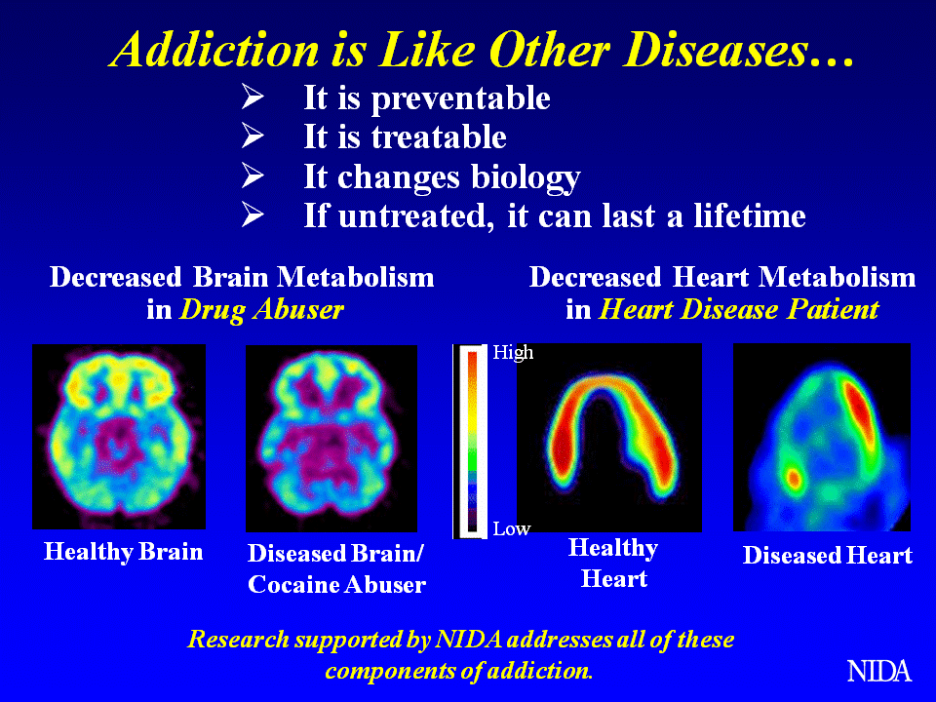 Addiction is Like Other Diseases…
➢ It is preventable
➢ It is treatable
➢ It changes biology
➢ If untreated, it can last a lifetime
Decreased Brain Metabolism
in Drug Abuser
Decreased Heart Metabolism
in Heart Disease Patient
High
Low
Healthy Brain
Diseased Brain/
Cocaine Abuser
Healthy
Heart
Diseased Heart
Research supported by NIDA addresses all of these
components of addiction.
NIDA